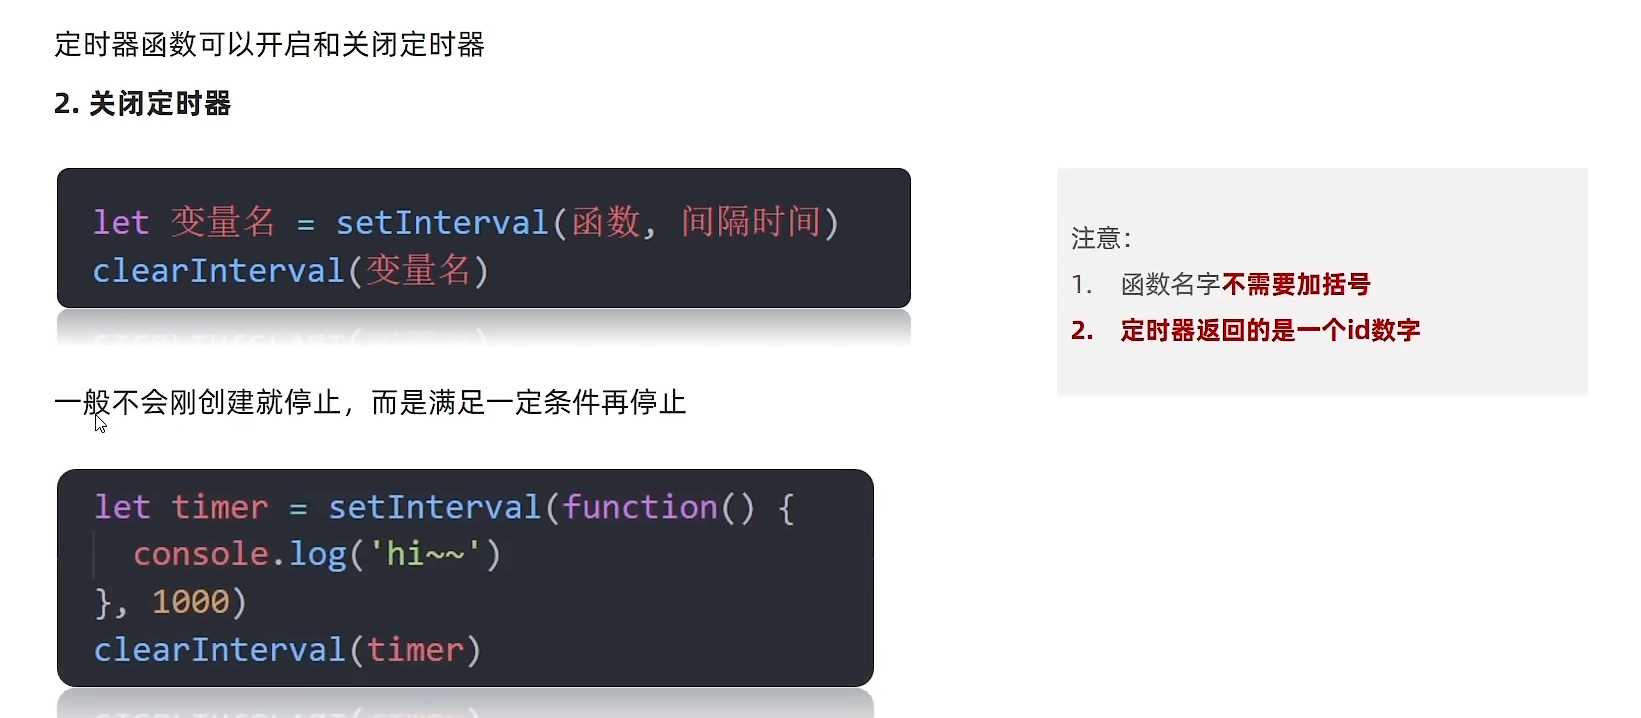 定时器函数可以开启和关闭定时器
2. 关闭定时器
let 变量名 = setInterval(函数, 间隔时间)
clearInterval(变量名)
注意：
1. 函数名字不需要加括号
2. 定时器返回的是一个id数字
一般不会刚创建就停止，而是满足一定条件再停止
let timer = setInterval(function() {
console.log('hi~~')
}, 1000)
clearInterval(timer)